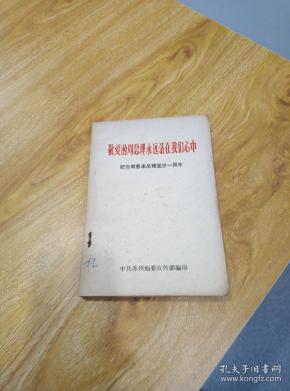 敬爱的周总理永远活在我们心中
纪念周恩来总理逝世一周年
42
中共苏州地委宣传部编印
孔夫子旧书网